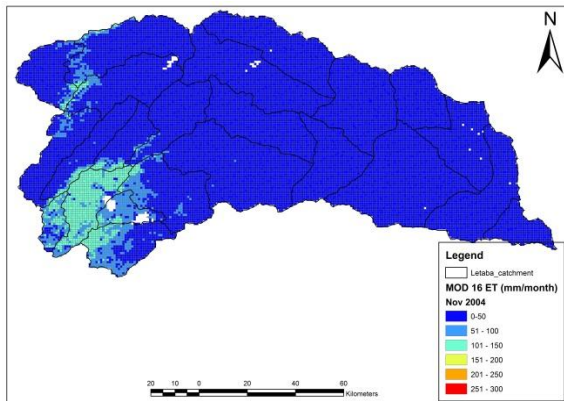 N
Legend
Letaba_catchment
MOD 16 ET (mm/month)
Nov 2004
0-50
51 - 100
101 - 150
151 - 200
201 - 250
251 - 300
20 10 0 20 40 60
Kilometers